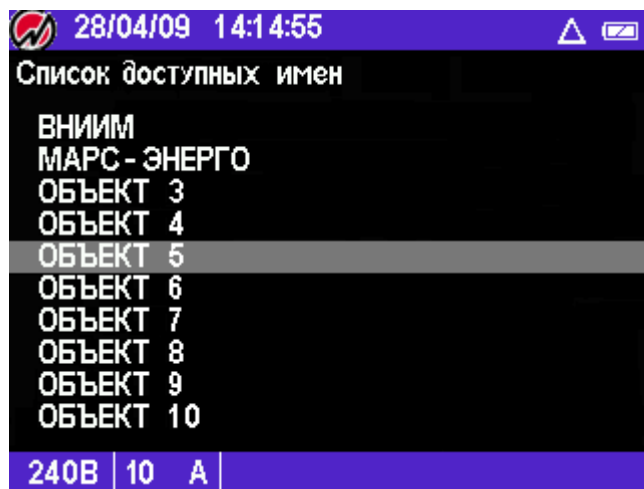 28/04/09 14:14:55
Список доступных имен
ВНИИМ
МАРС-ЭНЕРГО
ОБЪЕКТ 3
ОБЪЕКТ 4
ОБЪЕКТ 5
ОБЪЕКТ 6
ОБЪЕКТ 7
ОБЪЕКТ 8
ОБЪЕКТ 9
ОБЪЕКТ 10
240В 10 А